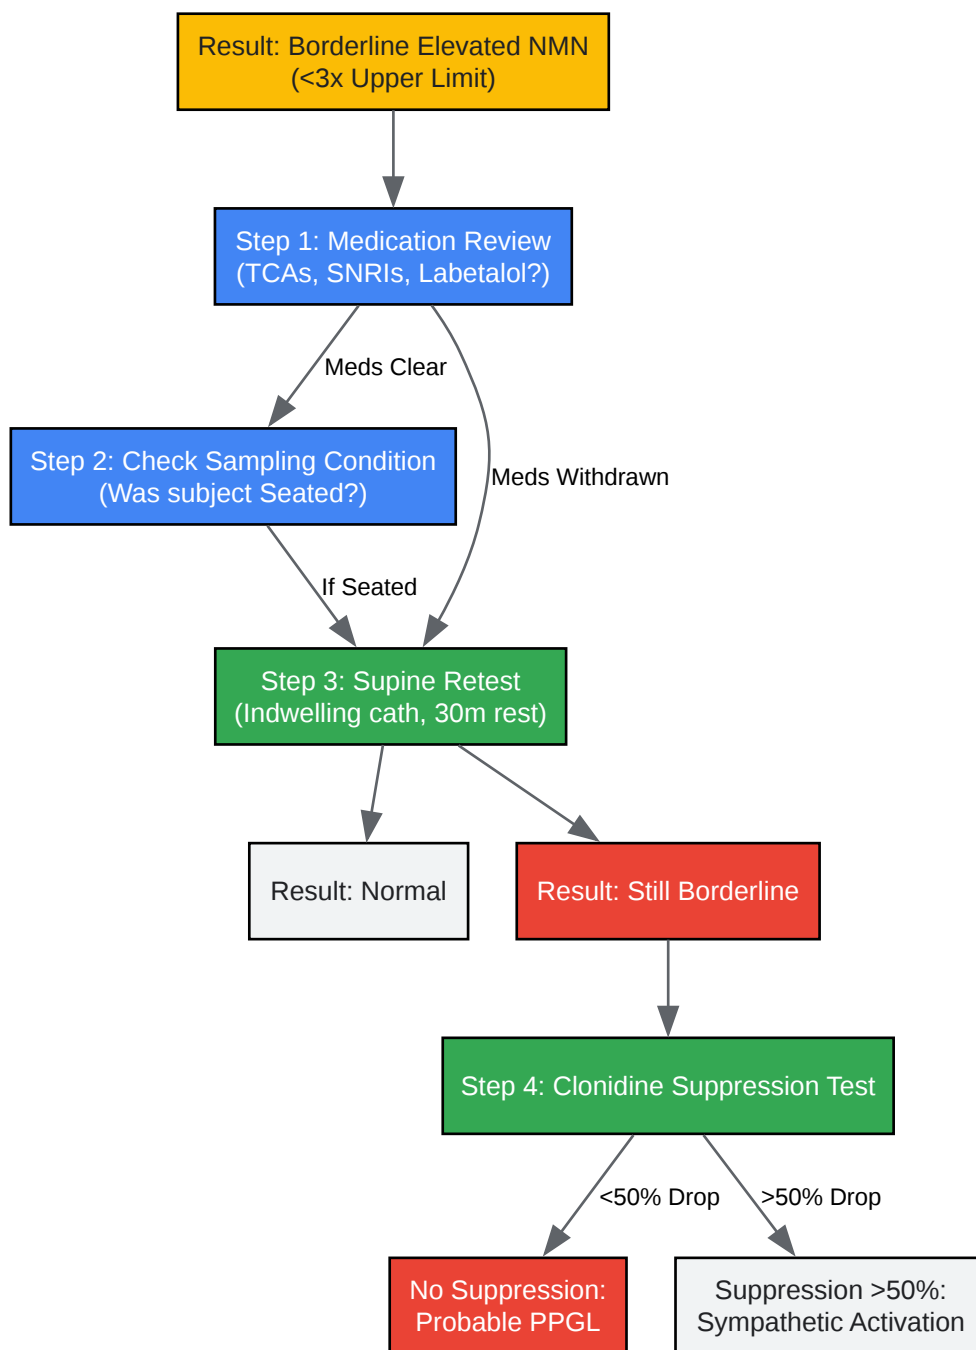 Result: Borderline Elevated NMN
(<3x Upper Limit)
Step 1: Medication Review
(TCAs, SNRIs, Labetalol?)
Meds Clear
Step 2: Check Sampling Condition
(Was subject Seated?)
Meds Withdrawn
If Seated
Step 3: Supine Retest
(Indwelling cath, 30m rest)
Result: Normal
Result: Still Borderline
Step 4: Clonidine Suppression Test
<50% Drop
>50% Drop
No Suppression:
Probable PPGL
Suppression >50%:
Sympathetic Activation